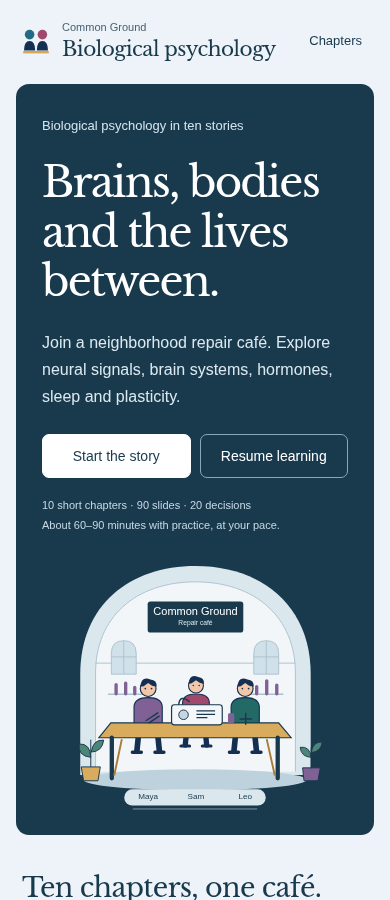 Common Ground
Biological psychology
Chapters
Biological psychology in ten stories
Brains, bodies
and the lives
between.
Join a neighborhood repair café. Explore
neural signals, brain systems, hormones,
sleep and plasticity.
Start the story
Resume learning
10 short chapters · 90 slides · 20 decisions
About 60–90 minutes with practice, at your pace.
Common Ground
Repair café
Maya
Sam
Leo
Ten chapters, one café.